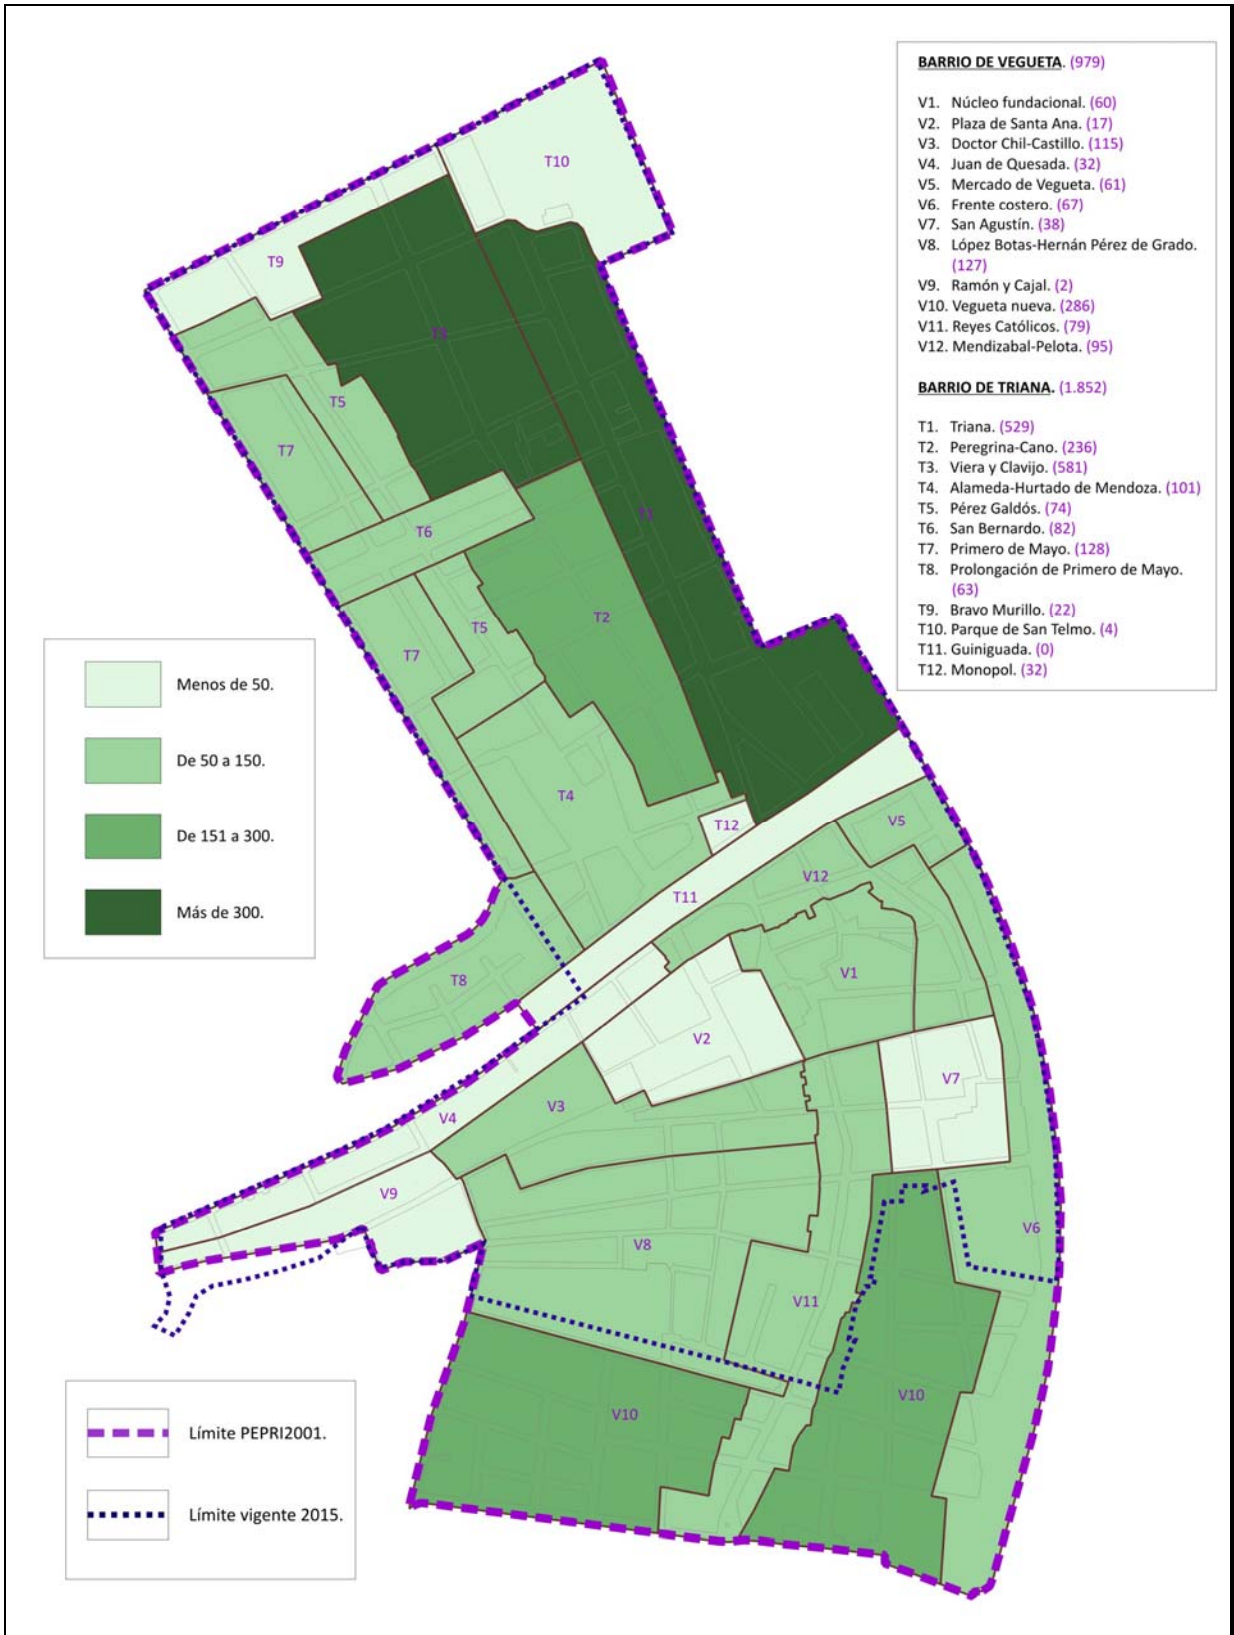 BARRIO DE VEGUETA. (979)
V1. Núcleo fundacional. (60)
V2. Plaza de Santa Ana. (17)
V3. Doctor Chil-Castillo. (115)
V4. Juan de Quesada. (32)
V5. Mercado de Vegueta. (61)
V6. Frente costero. (67)
V7. San Agustín. (38)
V8. López Botas-Hernán Pérez de Grado.
(127)
V9. Ramón y Cajal. (2)
V10. Vegueta nueva. (286)
V11. Reyes Católicos. (79)
V12. Mendizabal-Pelota. (95)
BARRIO DE TRIANA. (1.852)
T1. Triana. (529)
T2. Peregrina-Cano. (236)
T3. Viera y Clavijo. (581)
T4. Alameda-Hurtado de Mendoza. (101)
T5. Pérez Galdós. (74)
T6. San Bernardo. (82)
T7. Primero de Mayo. (128)
T8. Prolongación de Primero de Mayo.
(63)
T9. Bravo Murillo. (22)
T10. Parque de San Telmo. (4)
T11. Guiniguada. (0)
T12. Monopol. (32)
T10
T9
T3
T5
T7
T6
T1
T2
T5
T7
T4
T12
V5
V12
T11
V1
T8
V2
V7
V3
V4
V9
V6
V8
V11
V10
V10
Menos de 50.
De 50 a 150.
De 151 a 300.
Más de 300.
Límite PEPRI2001.
Límite vigente 2015.